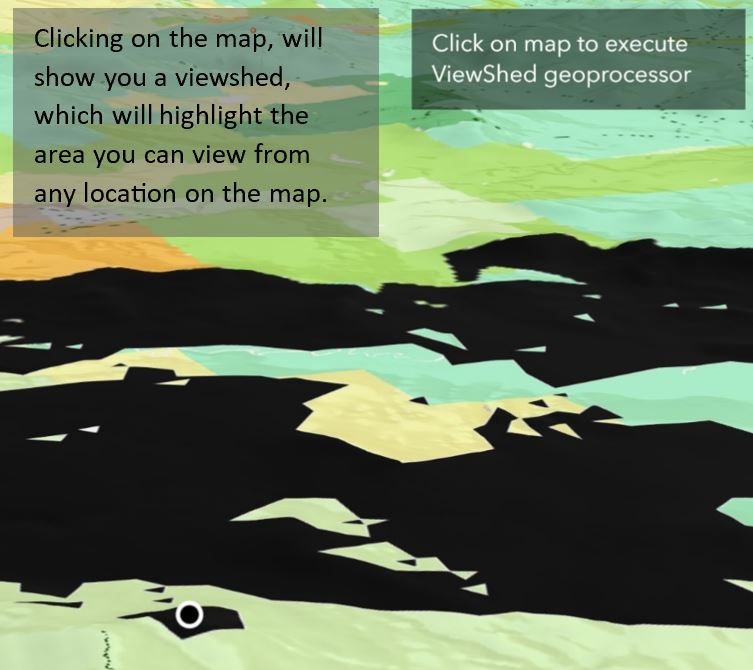 Clicking on the map, will
show you a viewshed,
which will highlight the
area you can view from
any location on the map.
Click on map to execute
ViewShed geoprocessor